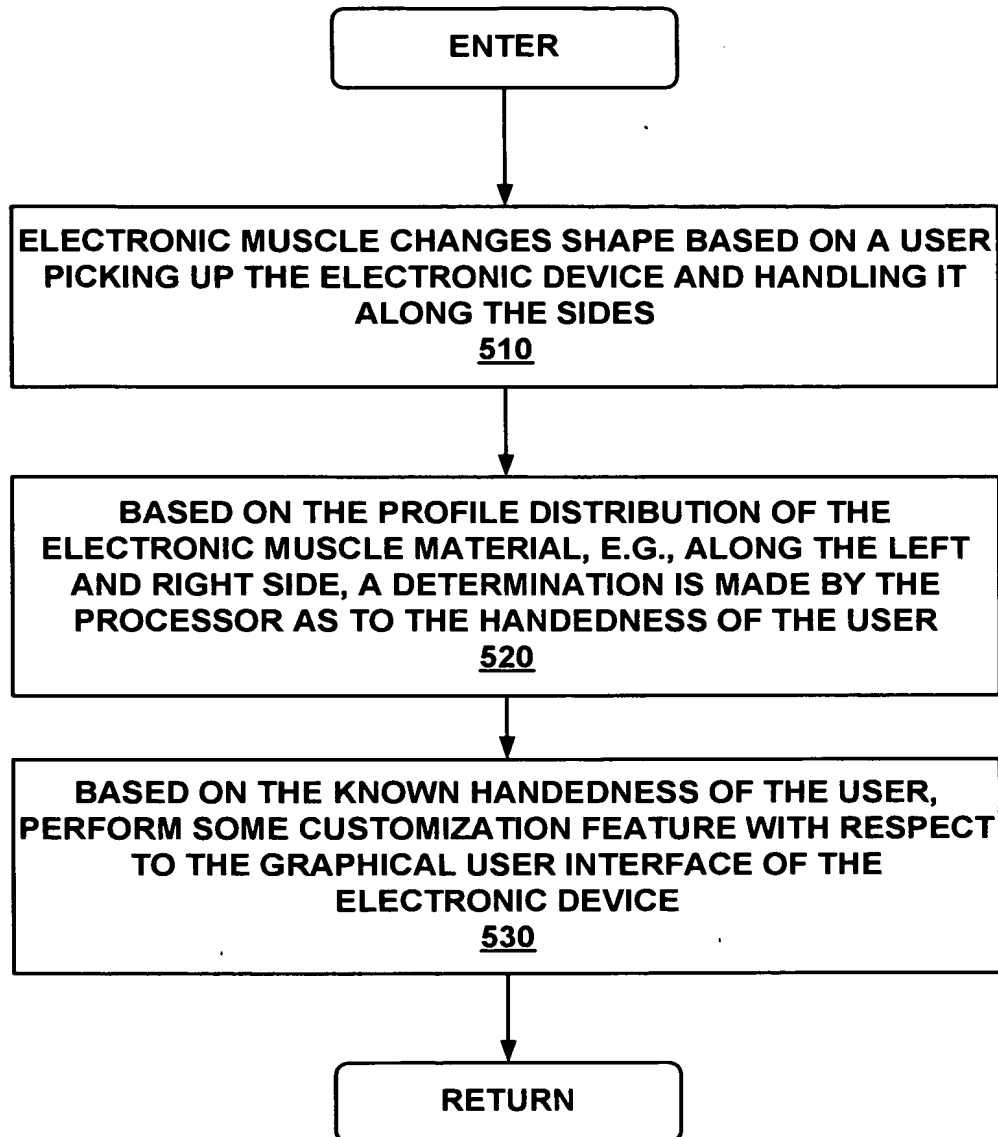 ENTER
ELECTRONIC MUSCLE CHANGES SHAPE BASED ON A USER
PICKING UP THE ELECTRONIC DEVICE AND HANDLING IT
ALONG THE SIDES
510
BASED ON THE PROFILE DISTRIBUTION OF THE
ELECTRONIC MUSCLE MATERIAL, E.G., ALONG THE LEFT
AND RIGHT SIDE, A DETERMINATION IS MADE BY THE
PROCESSOR AS TO THE HANDEDNESS OF THE USER
520
BASED ON THE KNOWN HANDEDNESS OF THE USER,
PERFORM SOME CUSTOMIZATION FEATURE WITH RESPECT
TO THE GRAPHICAL USER INTERFACE OF THE
ELECTRONIC DEVICE
530
RETURN